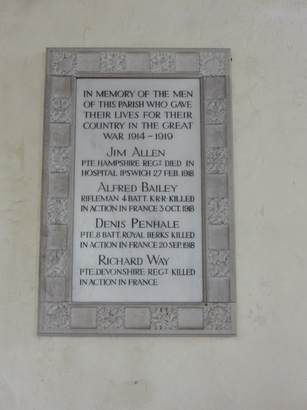 IN MEMORY OF THE MEN
OF THIS PARISH WHO GAVE
THEIR LIVES FOR THEIR
COUNTRY IN THE GREAT
WAR 1914-1919
JIM ALLEN
PTE. HAMPSHIRE REGT DIED IN
HOSPITAL IPSWICH 27 FEB. 1918
ALFRED BAILEY
RIFLEMAN 4 BATT. K·R·R· KILLED
IN ACTION IN FRANCE 3 OCT. 1918
DENIS PENHALE
PTE. 8 BATT. ROYAL BERKS KILLED
IN ACTION IN FRANCE 20 SEP. 1918
RICHARD WAY
PTE. DEVONSHIRE REGT KILLED
IN ACTION IN FRANCE